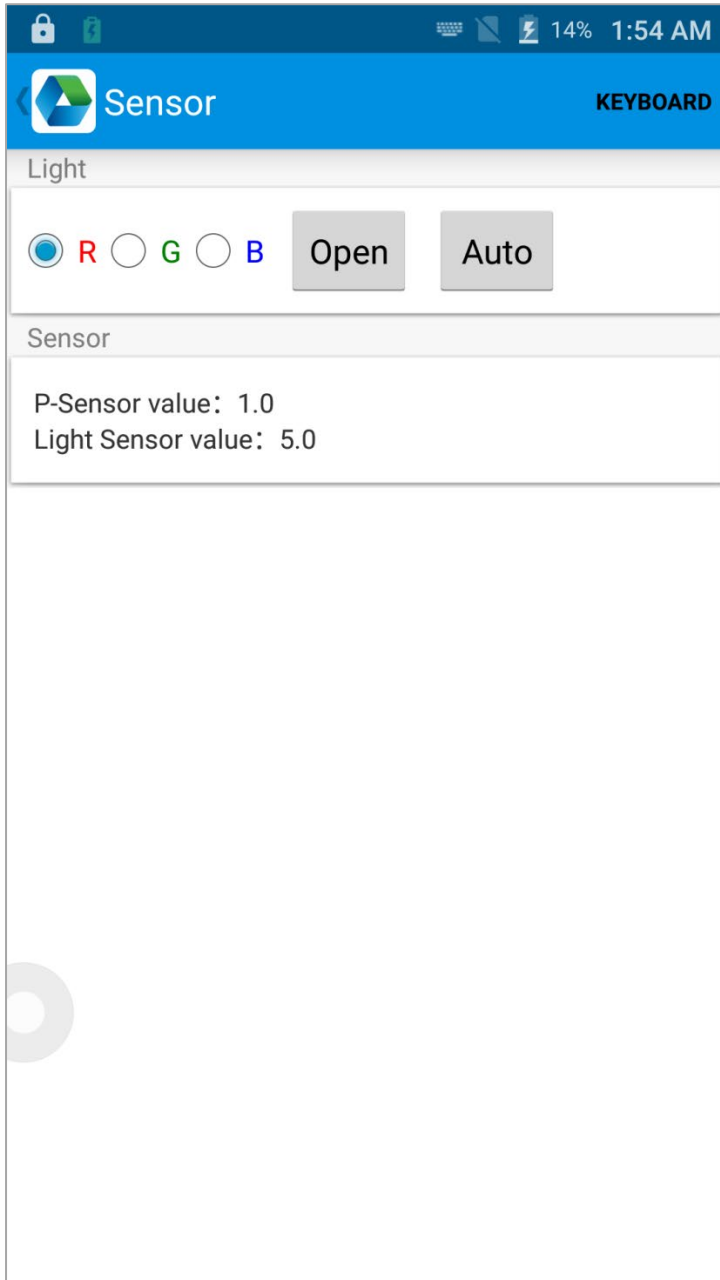 14% 1:54 AM
Sensor KEYBOARD
Light
R G B Open Auto
Sensor
P-Sensor value：1.0
Light Sensor value：5.0